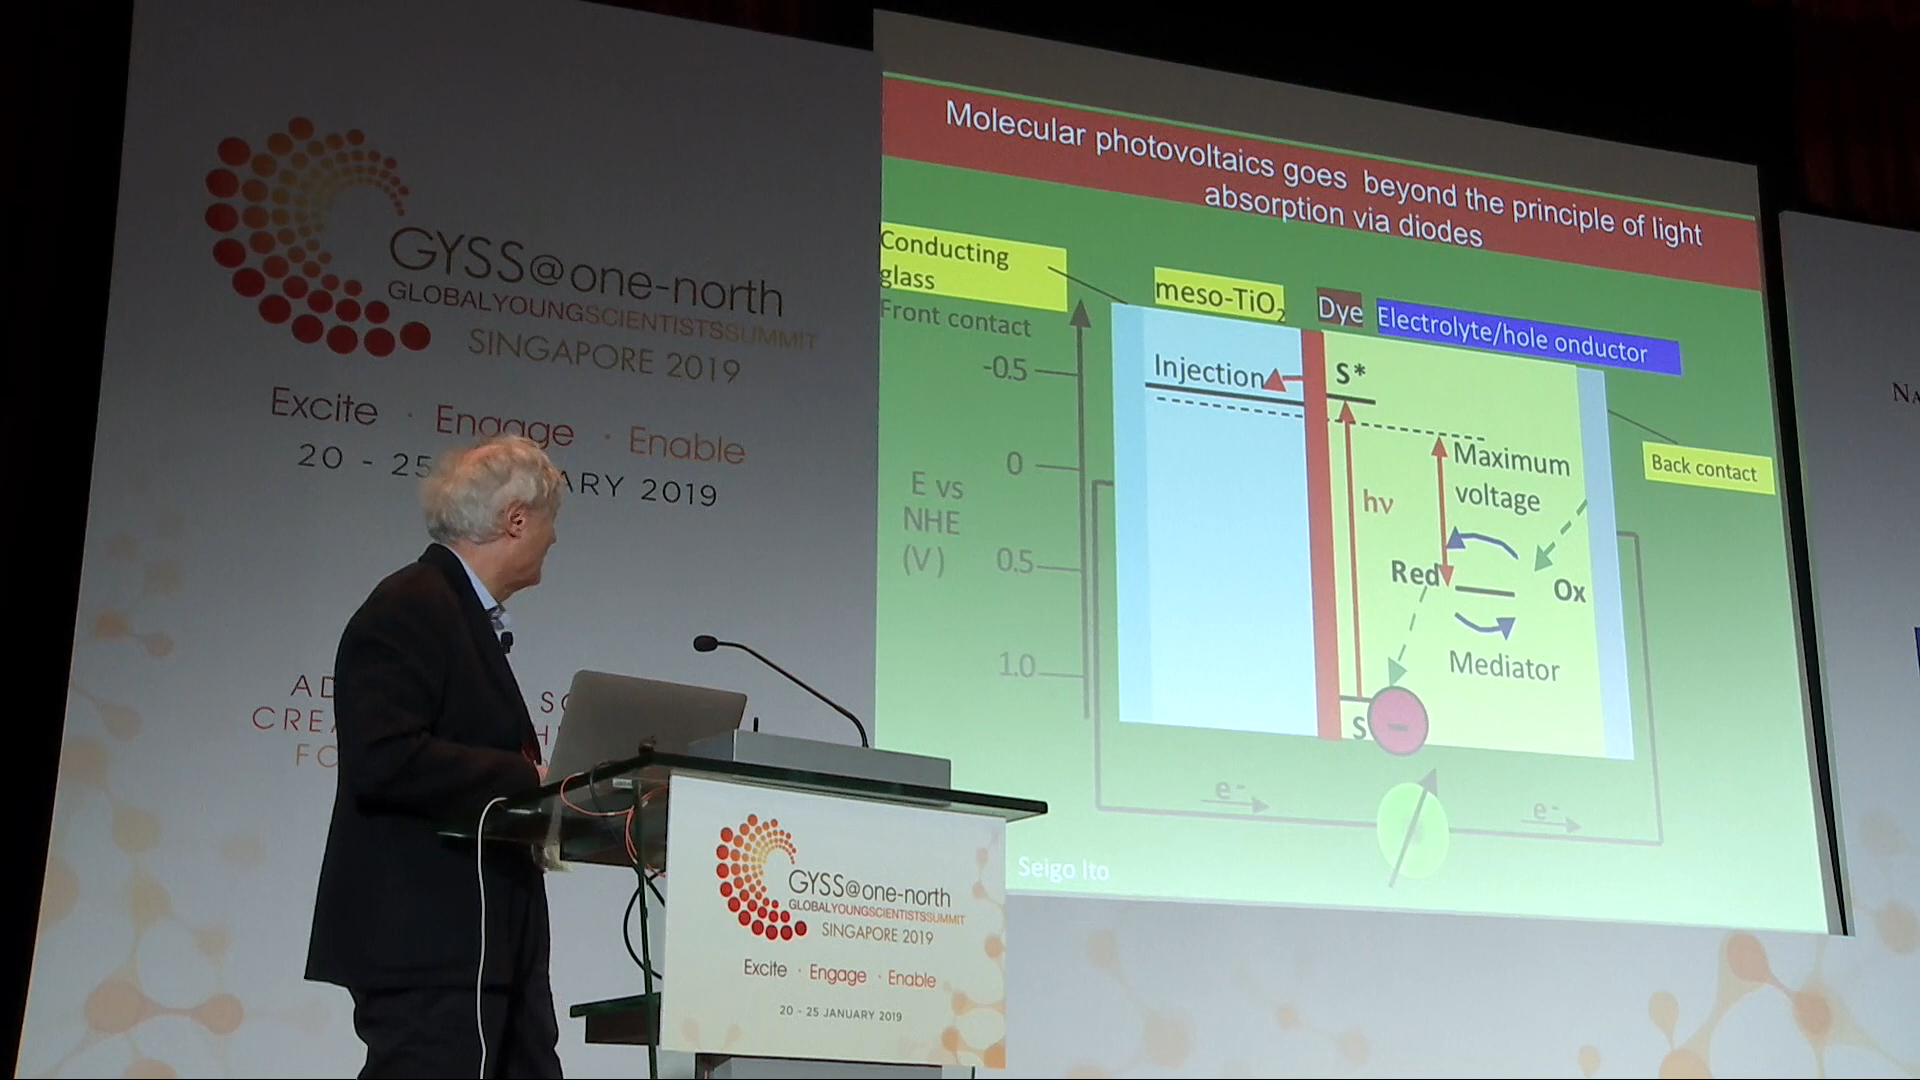 GYSS@one-north
GLOBALYOUNGSCIENTISTSSUMMIT
SINGAPORE 2019
Excite · Engage · Enable
20 - 25 ARY 2019
Molecular photovoltaics goes beyond the principle of light
absorption via diodes
Conducting
glass
Front contact
meso-TiO2
Dye
Electrolyte/hole onductor
-0.5
0
0.5
1.0
E vs
NHE
(V)
Injection
S*
hν
Maximum
voltage
Back contact
Red
Ox
Mediator
S
-
e-
e-
Seigo Ito
GYSS@one-north
GLOBALYOUNGSCIENTISTSSUMMIT
SINGAPORE 2019
Excite · Engage · Enable
20 - 25 JANUARY 2019